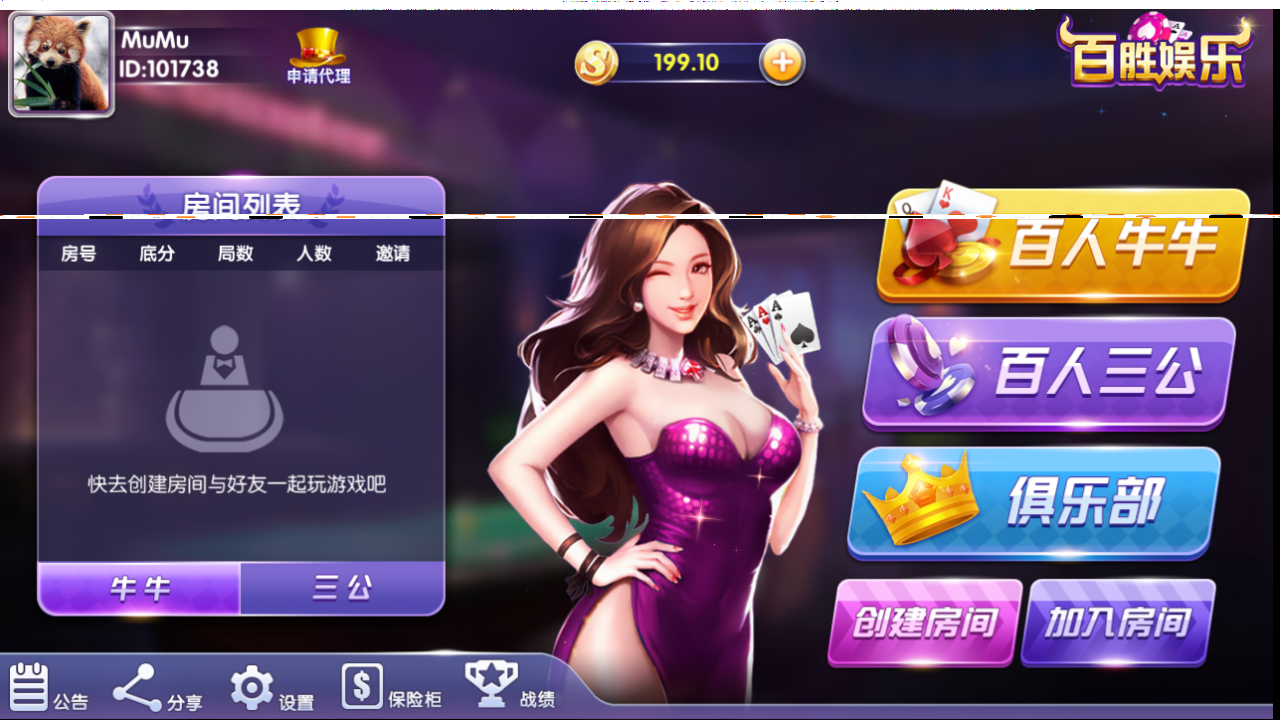 MuMu
ID:101738
申请代理
S
199.10
百胜娱乐
房间列表
房号 底分 局数 人数 邀请
快去创建房间与好友一起玩游戏吧
牛牛 三公
Q K
A A A
百人牛牛
百人三公
俱乐部
创建房间 加入房间
公告 分享 设置 $ 保险柜 战绩